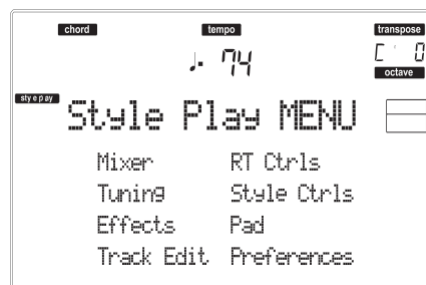 chord tempo transpose
♩. 74 C 0
octave
style play
Style Play MENU
Mixer RT Ctrls
Tuning Style Ctrls
Effects Pad
Track Edit Preferences